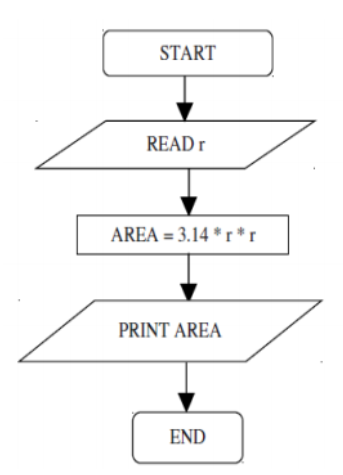 START
READ r
AREA = 3.14 * r * r
PRINT AREA
END